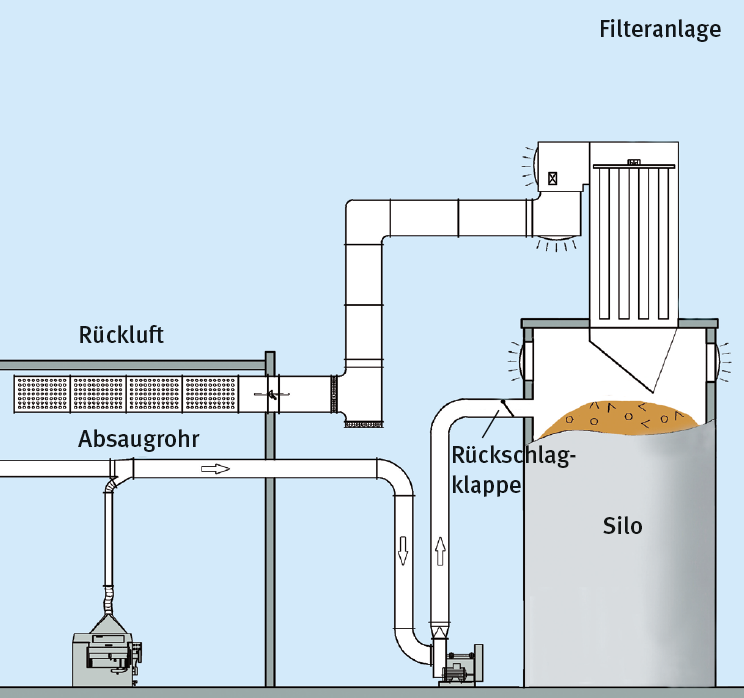 Filteranlage
Rückluft
Absaugrohr
Rückschlag-
klappe
Silo